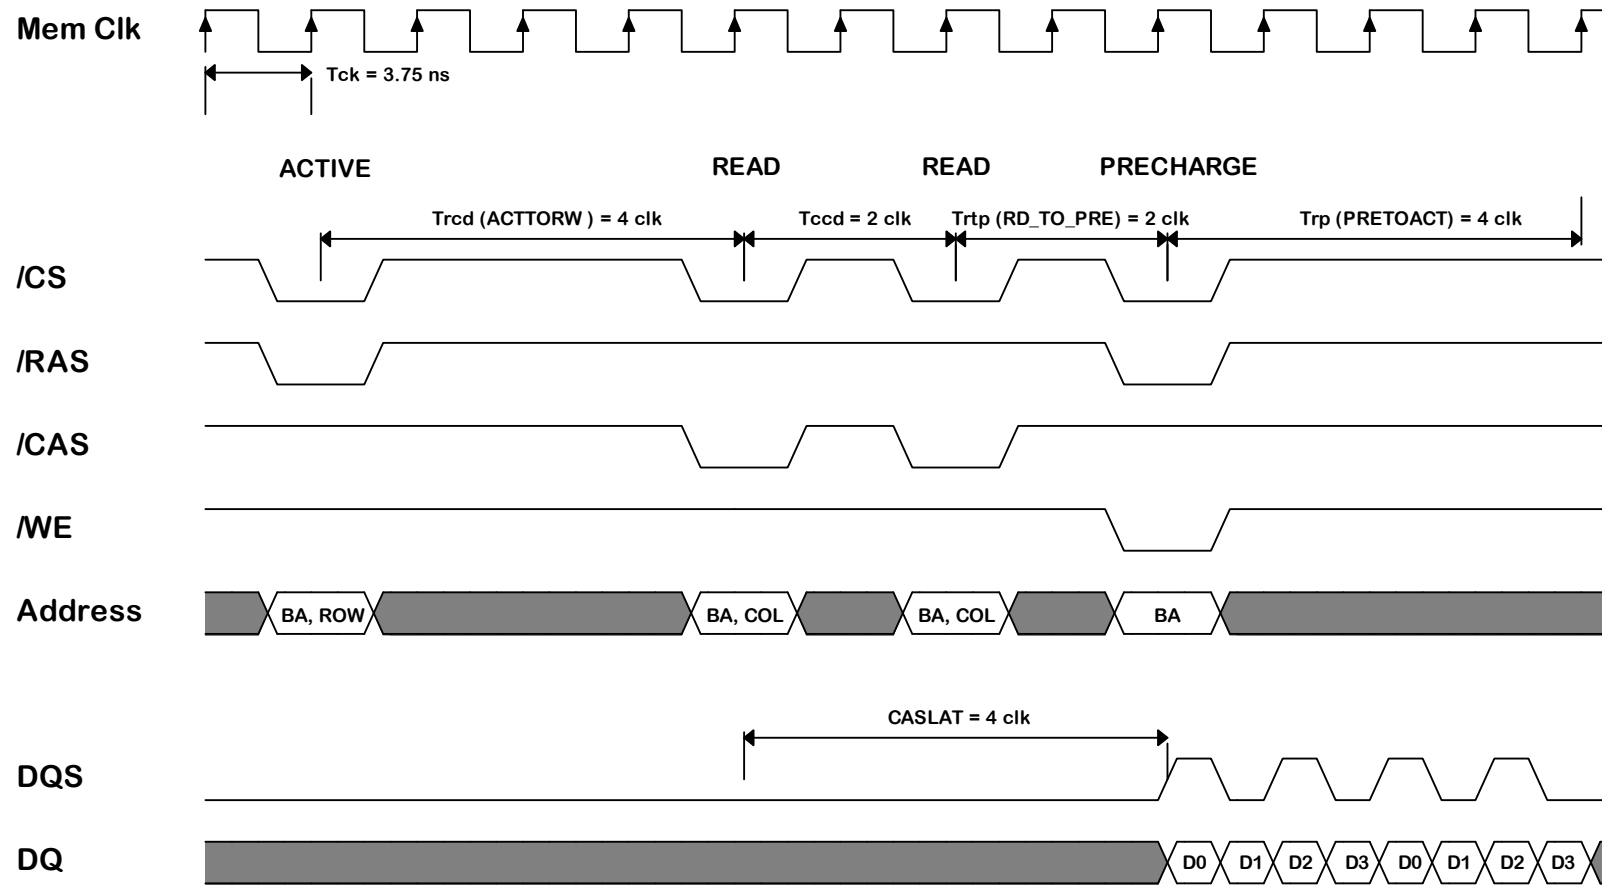 Mem Clk
Tck = 3.75 ns
ACTIVE READ READ PRECHARGE
Trcd (ACTTORW ) = 4 clk Tccd = 2 clk Trtp (RD_TO_PRE) = 2 clk Trp (PRETOACT) = 4 clk
/CS
/RAS
/CAS
/WE
Address BA, ROW BA, COL BA, COL BA
CASLAT = 4 clk
DQS
DQ D0 D1 D2 D3 D0 D1 D2 D3